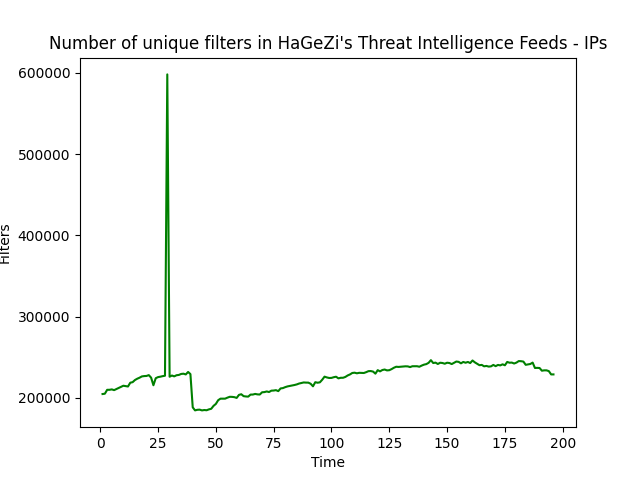 Number of unique filters in HaGeZi's Threat Intelligence Feeds - IPs
600000
500000
400000
300000
200000
Filters
0 25 50 75 100 125 150 175 200
Time